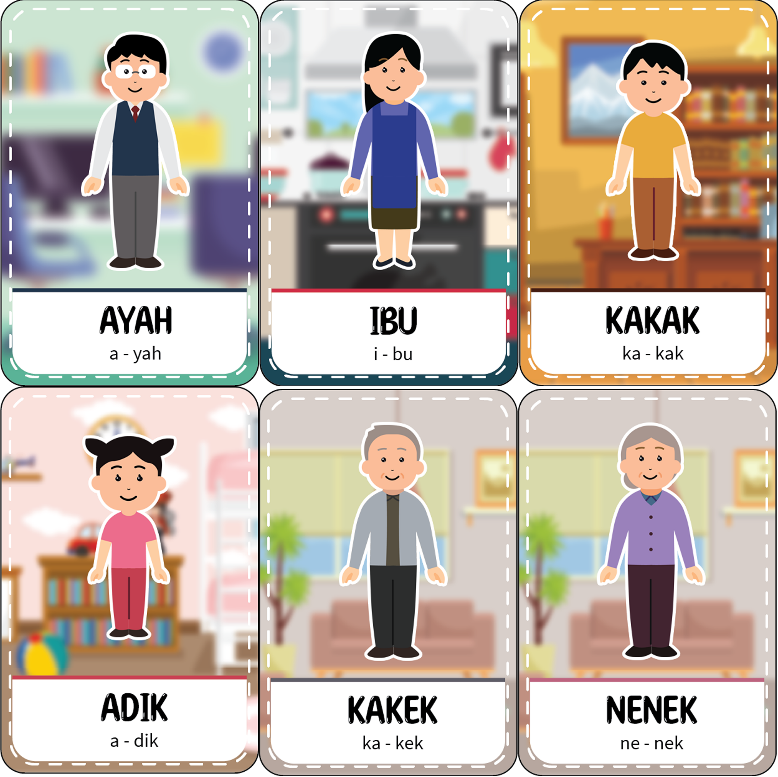 AYAH
a - yah
IBU
i - bu
KAKAK
ka - kak
ADIK
a - dik
KAKEK
ka - kek
NENEK
ne - nek